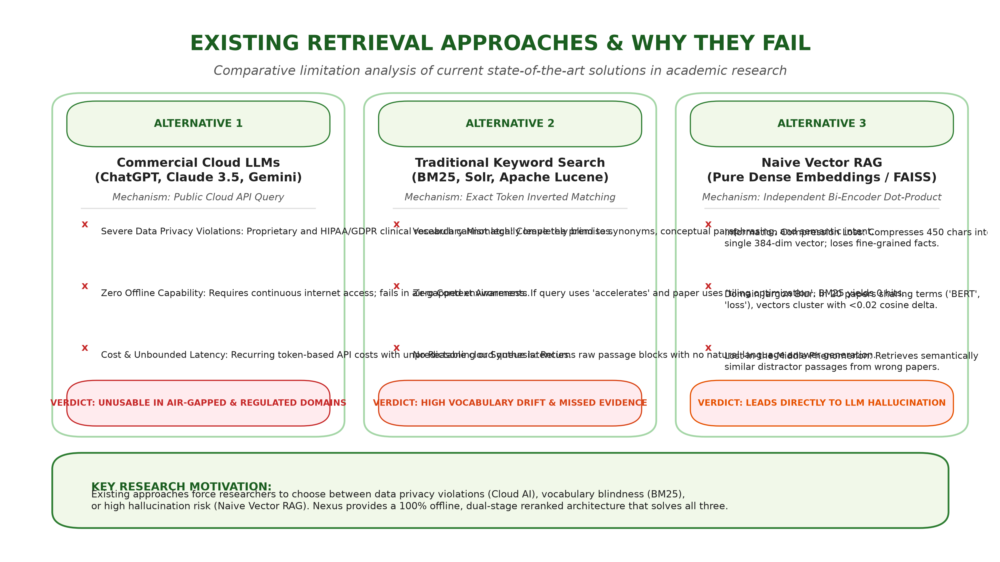 EXISTING RETRIEVAL APPROACHES & WHY THEY FAIL
Comparative limitation analysis of current state-of-the-art solutions in academic research
ALTERNATIVE 1
Commercial Cloud LLMs
(ChatGPT, Claude 3.5, Gemini)
Mechanism: Public Cloud API Query
x
Severe Data Privacy Violations: Proprietary and HIPAA/GDPR clinical research cannot legally leave the premises.
x
Zero Offline Capability: Requires continuous internet access; fails in air-gapped environments.
x
Cost & Unbounded Latency: Recurring token-based API costs with unpredictable cloud queue latencies.
VERDICT: UNUSABLE IN AIR-GAPPED & REGULATED DOMAINS
ALTERNATIVE 2
Traditional Keyword Search
(BM25, Solr, Apache Lucene)
Mechanism: Exact Token Inverted Matching
x
Vocabulary Mismatch: Completely blind to synonyms, conceptual paraphrasing, and semantic intent.
x
Zero Context Awareness: If query uses 'accelerates' and paper uses 'tiling optimization', BM25 yields 0 hits.
x
No Reasoning or Synthesis: Returns raw passage blocks with no natural language answer generation.
VERDICT: HIGH VOCABULARY DRIFT & MISSED EVIDENCE
ALTERNATIVE 3
Naive Vector RAG
(Pure Dense Embeddings / FAISS)
Mechanism: Independent Bi-Encoder Dot-Product
x
Information Compression Loss: Compresses 450 chars into
single 384-dim vector; loses fine-grained facts.
x
Domain Jargon Blur: In 20 papers sharing terms ('BERT',
'loss'), vectors cluster with <0.02 cosine delta.
x
Lost-in-the-Middle Phenomenon: Retrieves semantically
similar distractor passages from wrong papers.
VERDICT: LEADS DIRECTLY TO LLM HALLUCINATION
KEY RESEARCH MOTIVATION:
Existing approaches force researchers to choose between data privacy violations (Cloud AI), vocabulary blindness (BM25),
or high hallucination risk (Naive Vector RAG). Nexus provides a 100% offline, dual-stage reranked architecture that solves all three.